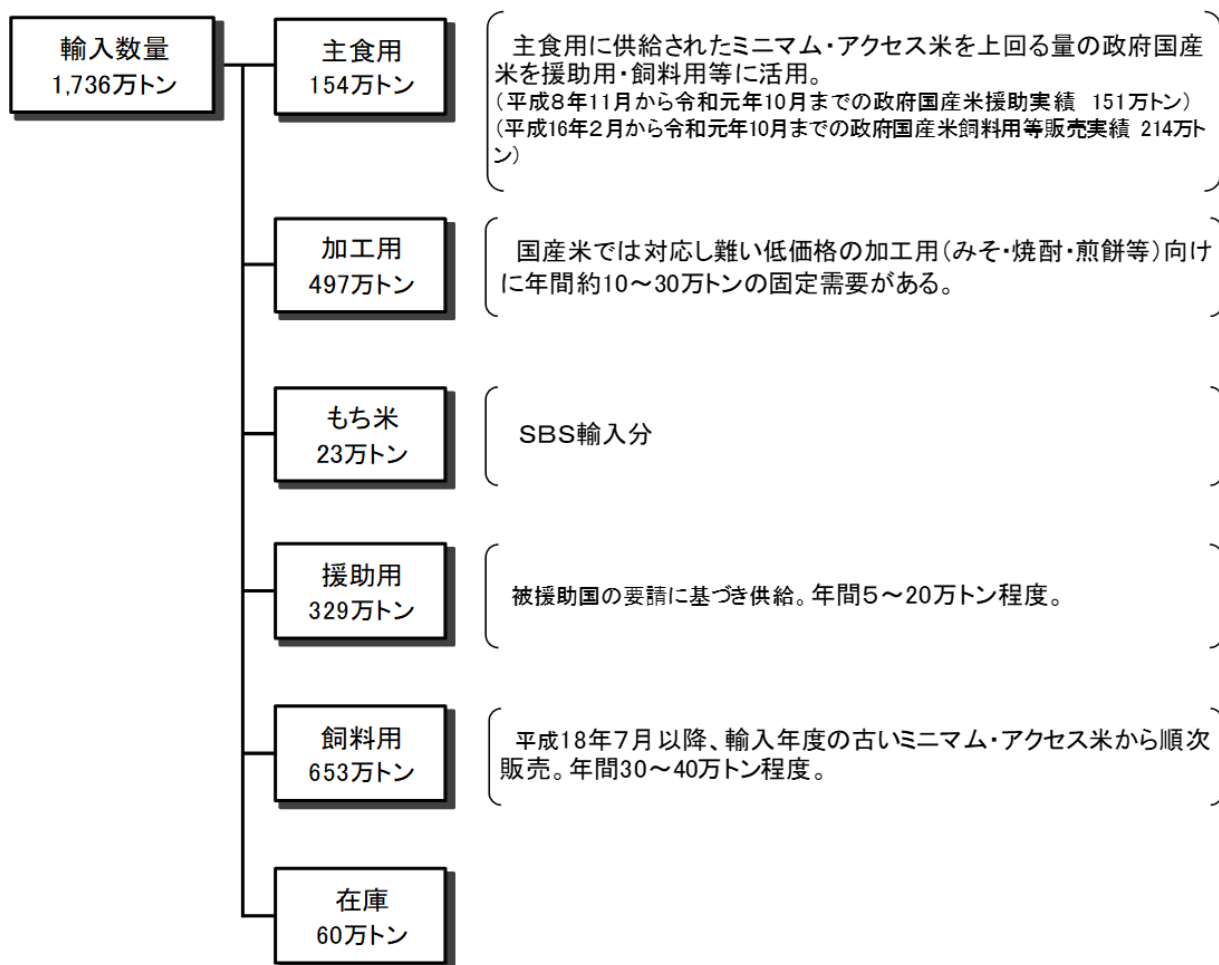 輸入数量
1,736万トン
主食用
154万トン
主食用に供給されたミニマム・アクセス米を上回る量の政府国産
米を援助用・飼料用等に活用。
(平成8年11月から令和元年10月までの政府国産米援助実績 151万トン)
(平成16年2月から令和元年10月までの政府国産米飼料用等販売実績 214万ト
ン)
加工用
497万トン
国産米では対応し難い低価格の加工用(みそ・焼酎・煎餅等)向け
に年間約10～30万トンの固定需要がある。
もち米
23万トン
SBS輸入分
援助用
329万トン
被援助国の要請に基づき供給。年間5～20万トン程度。
飼料用
653万トン
平成18年7月以降、輸入年度の古いミニマム・アクセス米から順次
販売。年間30～40万トン程度。
在庫
60万トン